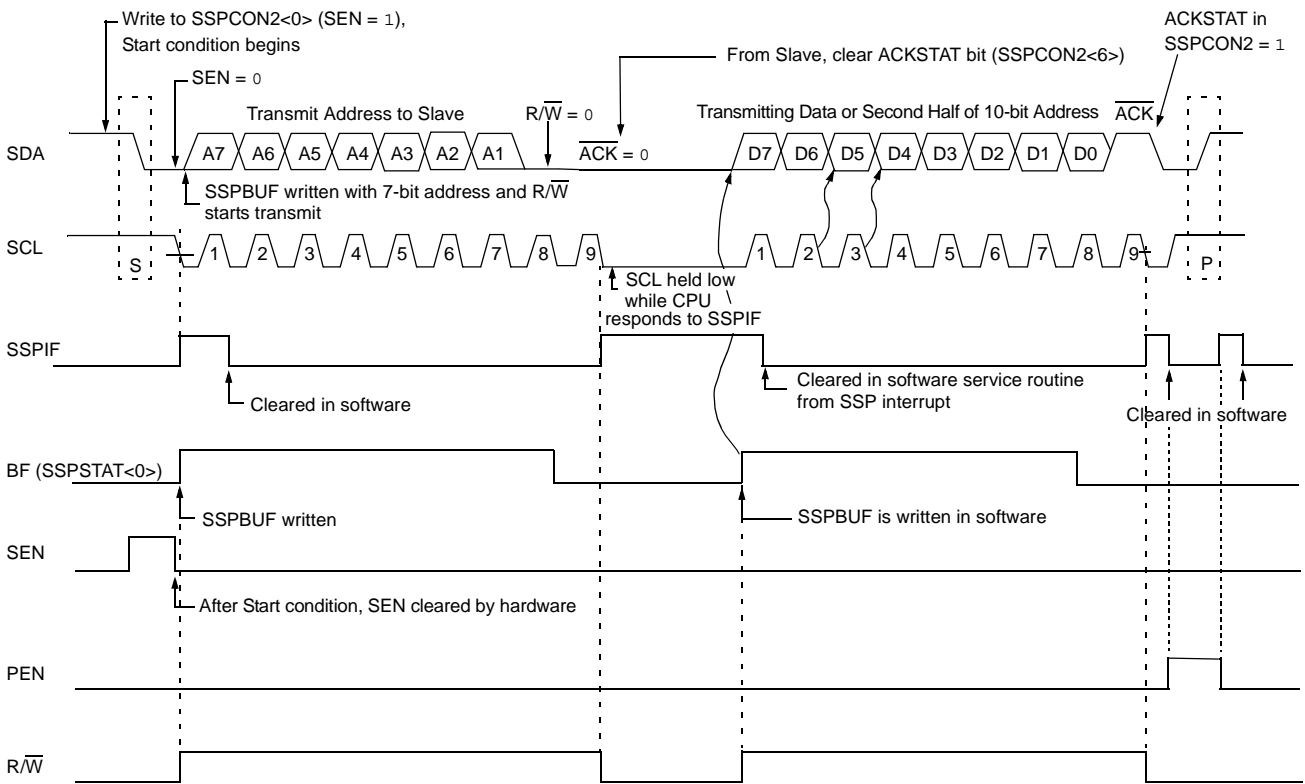 Write to SSPCON2<0> (SEN = 1),
Start condition begins
ACKSTAT in
SSPCON2 = 1
From Slave, clear ACKSTAT bit (SSPCON2<6>)
SEN = 0
Transmit Address to Slave
R/W = 0
Transmitting Data or Second Half of 10-bit Address
ACK
SDA
A7 A6 A5 A4 A3 A2 A1
ACK = 0
D7 D6 D5 D4 D3 D2 D1 D0
SSPBUF written with 7-bit address and R/W
starts transmit
SCL
S
1 2 3 4 5 6 7 8 9
1 2 3 4 5 6 7 8 9
P
SCL held low
while CPU
responds to SSPIF
SSPIF
Cleared in software
Cleared in software service routine
from SSP interrupt
Cleared in software
BF (SSPSTAT<0>)
SSPBUF written
SSPBUF is written in software
SEN
After Start condition, SEN cleared by hardware
PEN
R/W